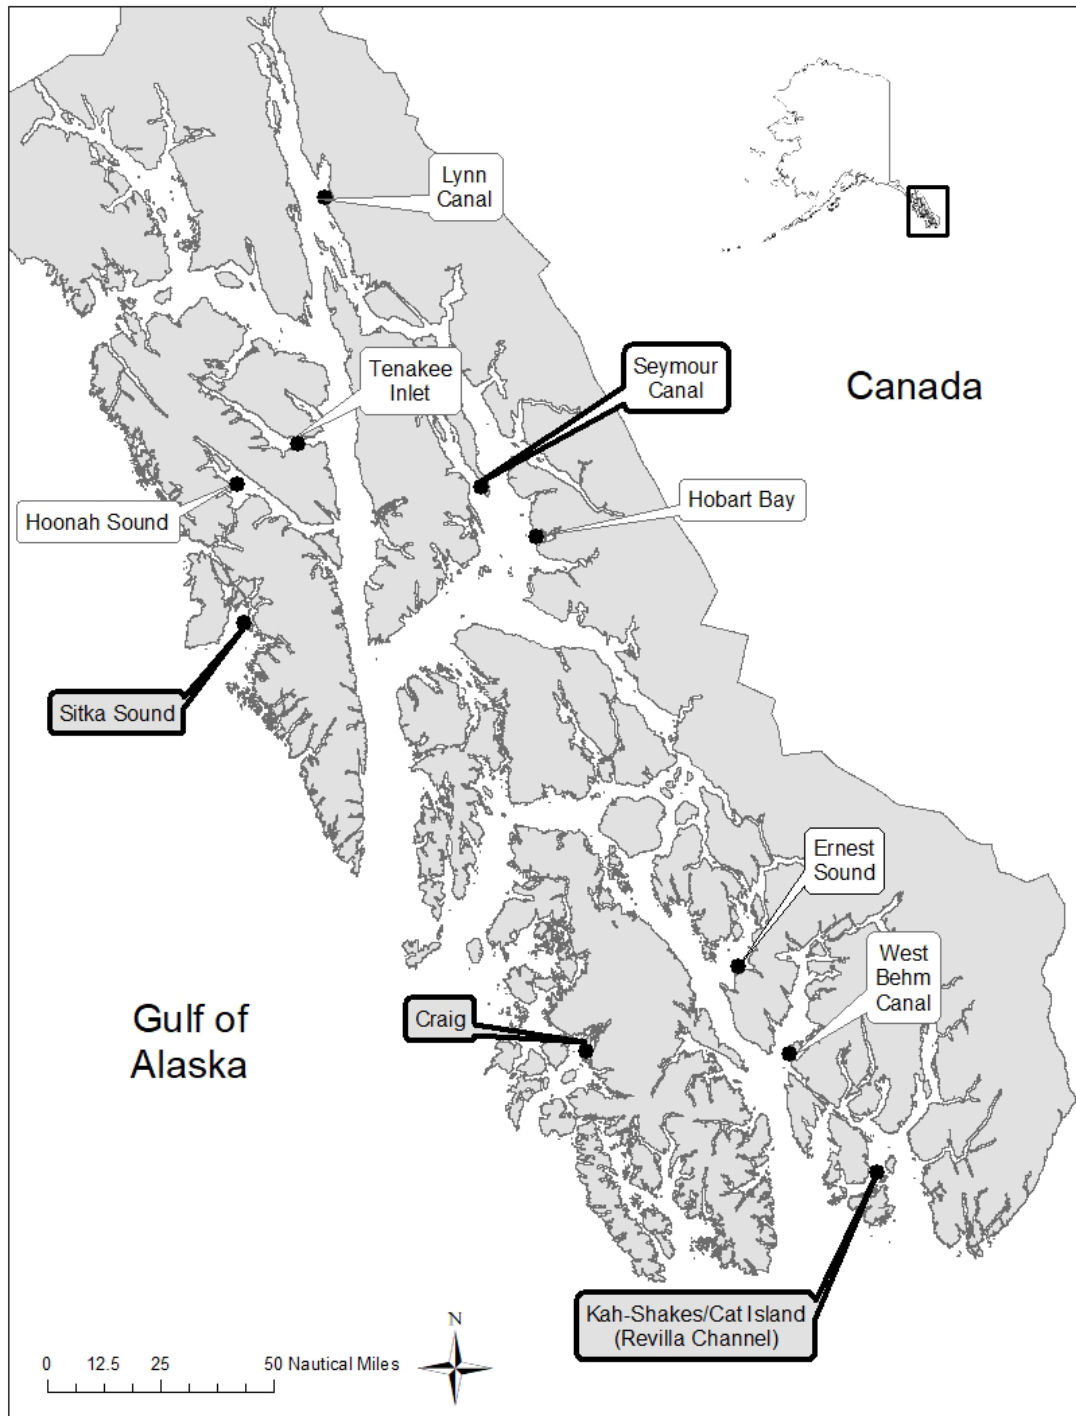 Lynn
Canal
Tenakee
Inlet
Seymour
Canal
Canada
Hoonah Sound
Hobart Bay
Sitka Sound
Ernest
Sound
West
Behm
Canal
Gulf of
Alaska
Craig
Kah-Shakes/Cat Island
(Revilla Channel)
N
0 12.5 25 50 Nautical Miles